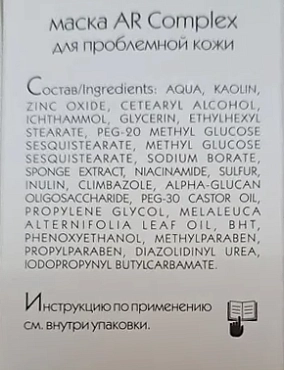 маска AR Complex
для проблемной кожи
Состав/Ingredients: AQUA, KAOLIN,
ZINC OXIDE, CETEARYL ALCOHOL,
ICHTHAMMOL, GLYCERIN, ETHYLHEXYL
STEARATE, PEG-20 METHYL GLUCOSE
SESQUISTEARATE, METHYL GLUCOSE
SESQUISTEARATE, SODIUM BORATE,
SPONGE EXTRACT, NIACINAMIDE, SULFUR,
INULIN, CLIMBAZOLE, ALPHA-GLUCAN
OLIGOSACCHARIDE, PEG-30 CASTOR OIL,
PROPYLENE GLYCOL, MELALEUCA
ALTERNIFOLIA LEAF OIL, BHT,
PHENOXYETHANOL, METHYLPARABEN,
PROPYLPARABEN, DIAZOLIDINYL UREA,
IODOPROPYNYL BUTYLCARBAMATE.
Инструкцию по применению
см. внутри упаковки.